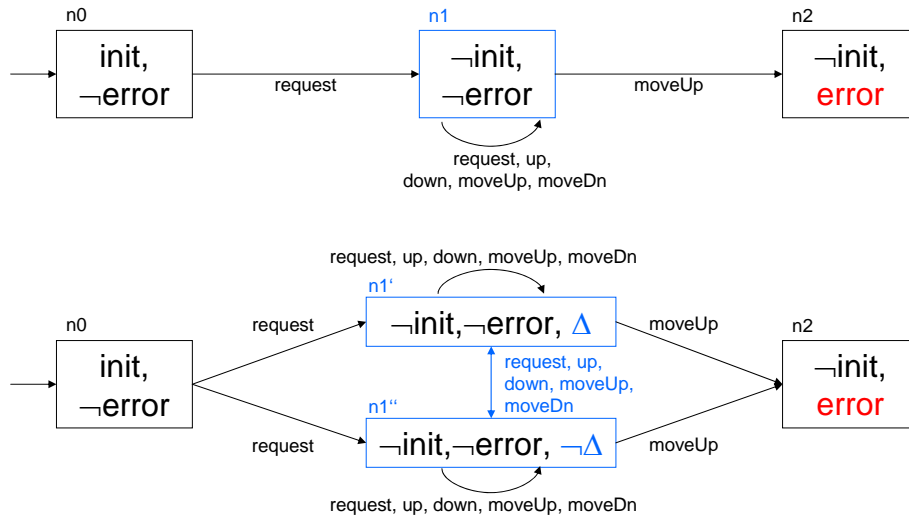 n0
n1
n2
init,
¬error
request
¬init,
¬error
moveUp
¬init,
error
request, up,
down, moveUp, moveDn
request, up, down, moveUp, moveDn
n1‘
n0
request
¬init,¬error, Δ
moveUp
n2
init,
¬error
request, up,
down, moveUp,
moveDn
¬init,
error
n1‘‘
request
¬init,¬error, ¬Δ
moveUp
request, up, down, moveUp, moveDn